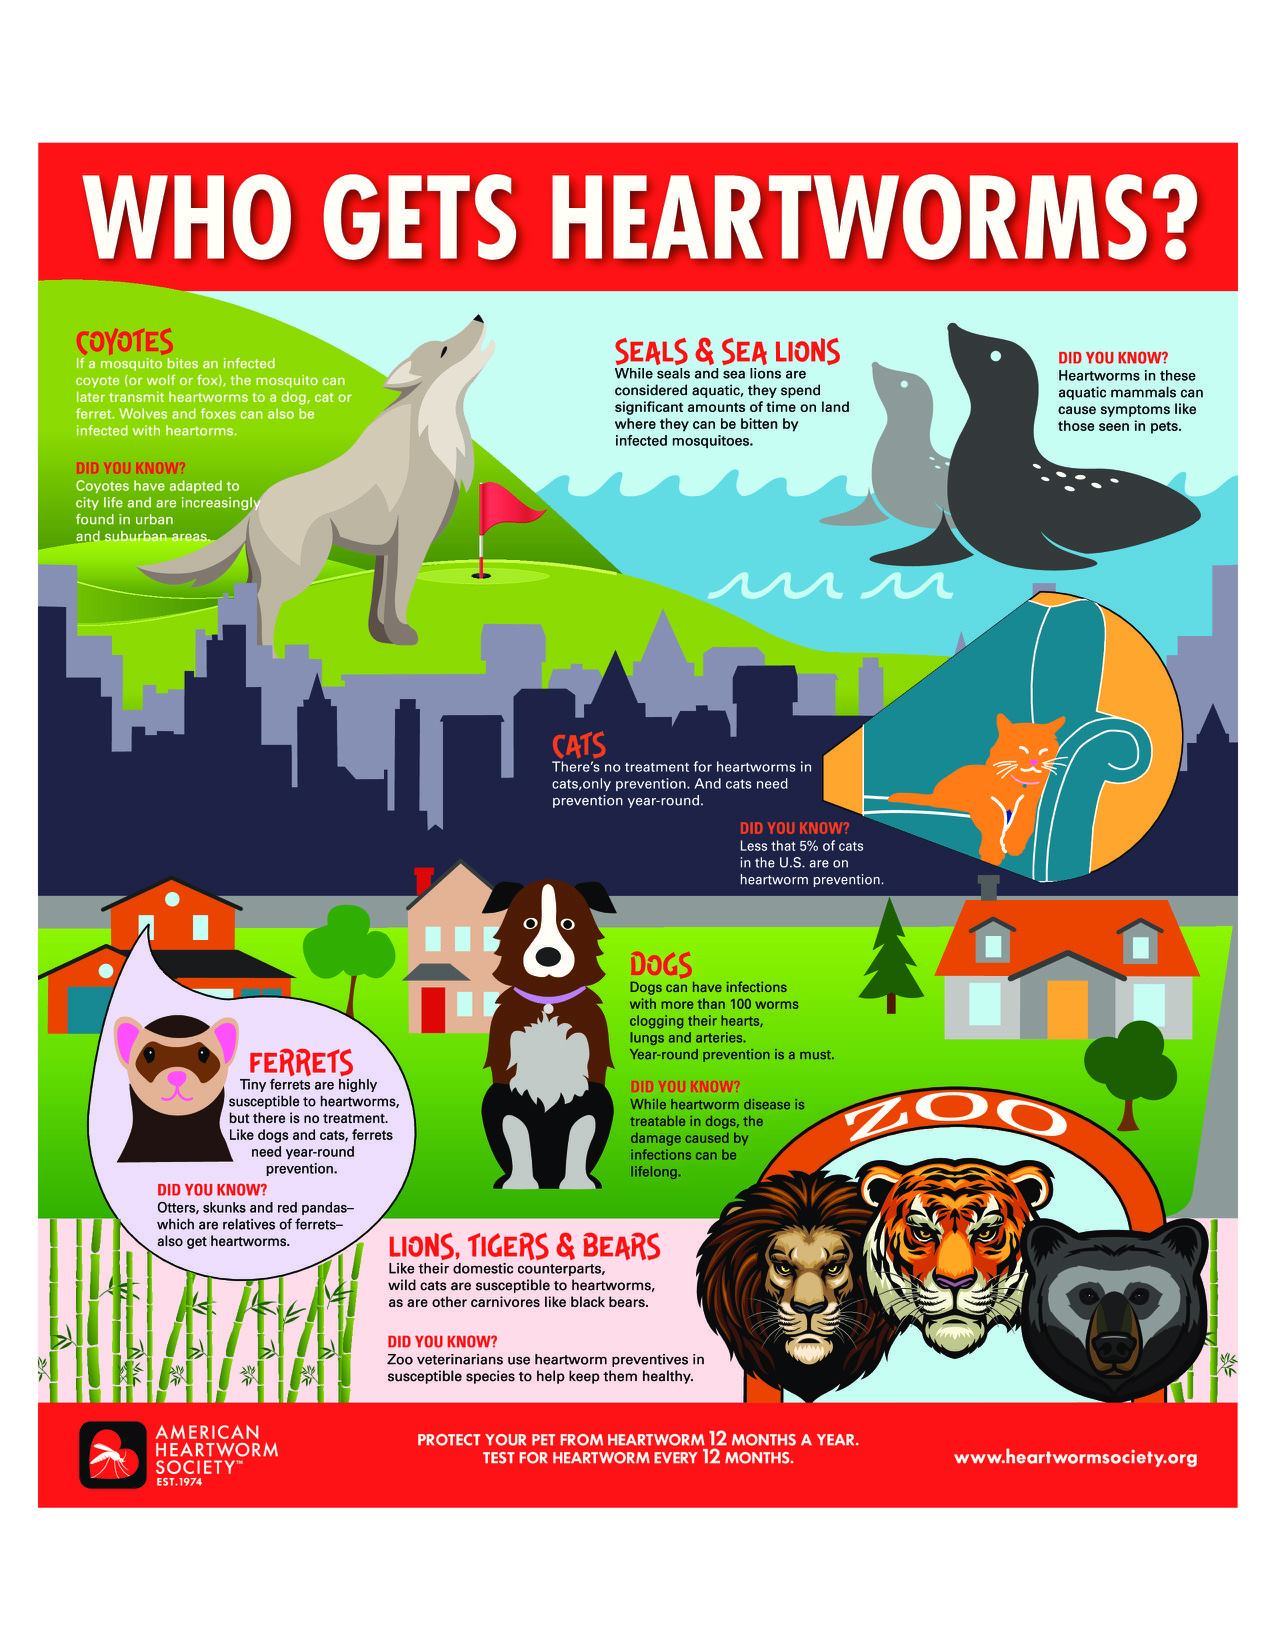 WHO GETS HEARTWORMS?
COYOTES
If a mosquito bites an infected
coyote (or wolf or fox), the mosquito can
later transmit heartworms to a dog, cat or
ferret. Wolves and foxes can also be
infected with heartorms.
DID YOU KNOW?
Coyotes have adapted to
city life and are increasingly
found in urban
and suburban areas.
SEALS & SEA LIONS
While seals and sea lions are
considered aquatic, they spend
significant amounts of time on land
where they can be bitten by
infected mosquitoes.
DID YOU KNOW?
Heartworms in these
aquatic mammals can
cause symptoms like
those seen in pets.
CATS
There's no treatment for heartworms in
cats,only prevention. And cats need
prevention year-round.
DID YOU KNOW?
Less that 5% of cats
in the U.S. are on
heartworm prevention.
DOGS
Dogs can have infections
with more than 100 worms
clogging their hearts,
lungs and arteries.
Year-round prevention is a must.
DID YOU KNOW?
While heartworm disease is
treatable in dogs, the
damage caused by
infections can be
lifelong.
FERRETS
Tiny ferrets are highly
susceptible to heartworms,
but there is no treatment.
Like dogs and cats, ferrets
need year-round
prevention.
DID YOU KNOW?
Otters, skunks and red pandas–
which are relatives of ferrets–
also get heartworms.
ZOO
LIONS, TIGERS & BEARS
Like their domestic counterparts,
wild cats are susceptible to heartworms,
as are other carnivores like black bears.
DID YOU KNOW?
Zoo veterinarians use heartworm preventives in
susceptible species to help keep them healthy.
AMERICAN
HEARTWORM
SOCIETY™
EST.1974
PROTECT YOUR PET FROM HEARTWORM 12 MONTHS A YEAR.
TEST FOR HEARTWORM EVERY 12 MONTHS.
www.heartwormsociety.org